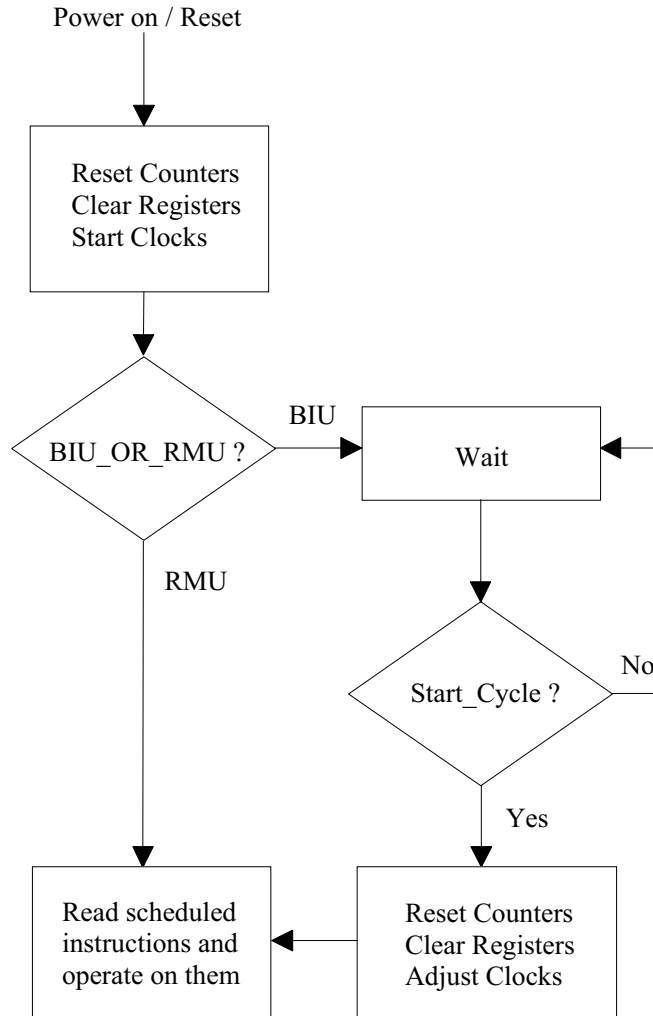 Power on / Reset
Reset Counters
Clear Registers
Start Clocks
BIU_OR_RMU ?
BIU
Wait
RMU
Start_Cycle ?
No
Yes
Read scheduled
instructions and
operate on them
Reset Counters
Clear Registers
Adjust Clocks